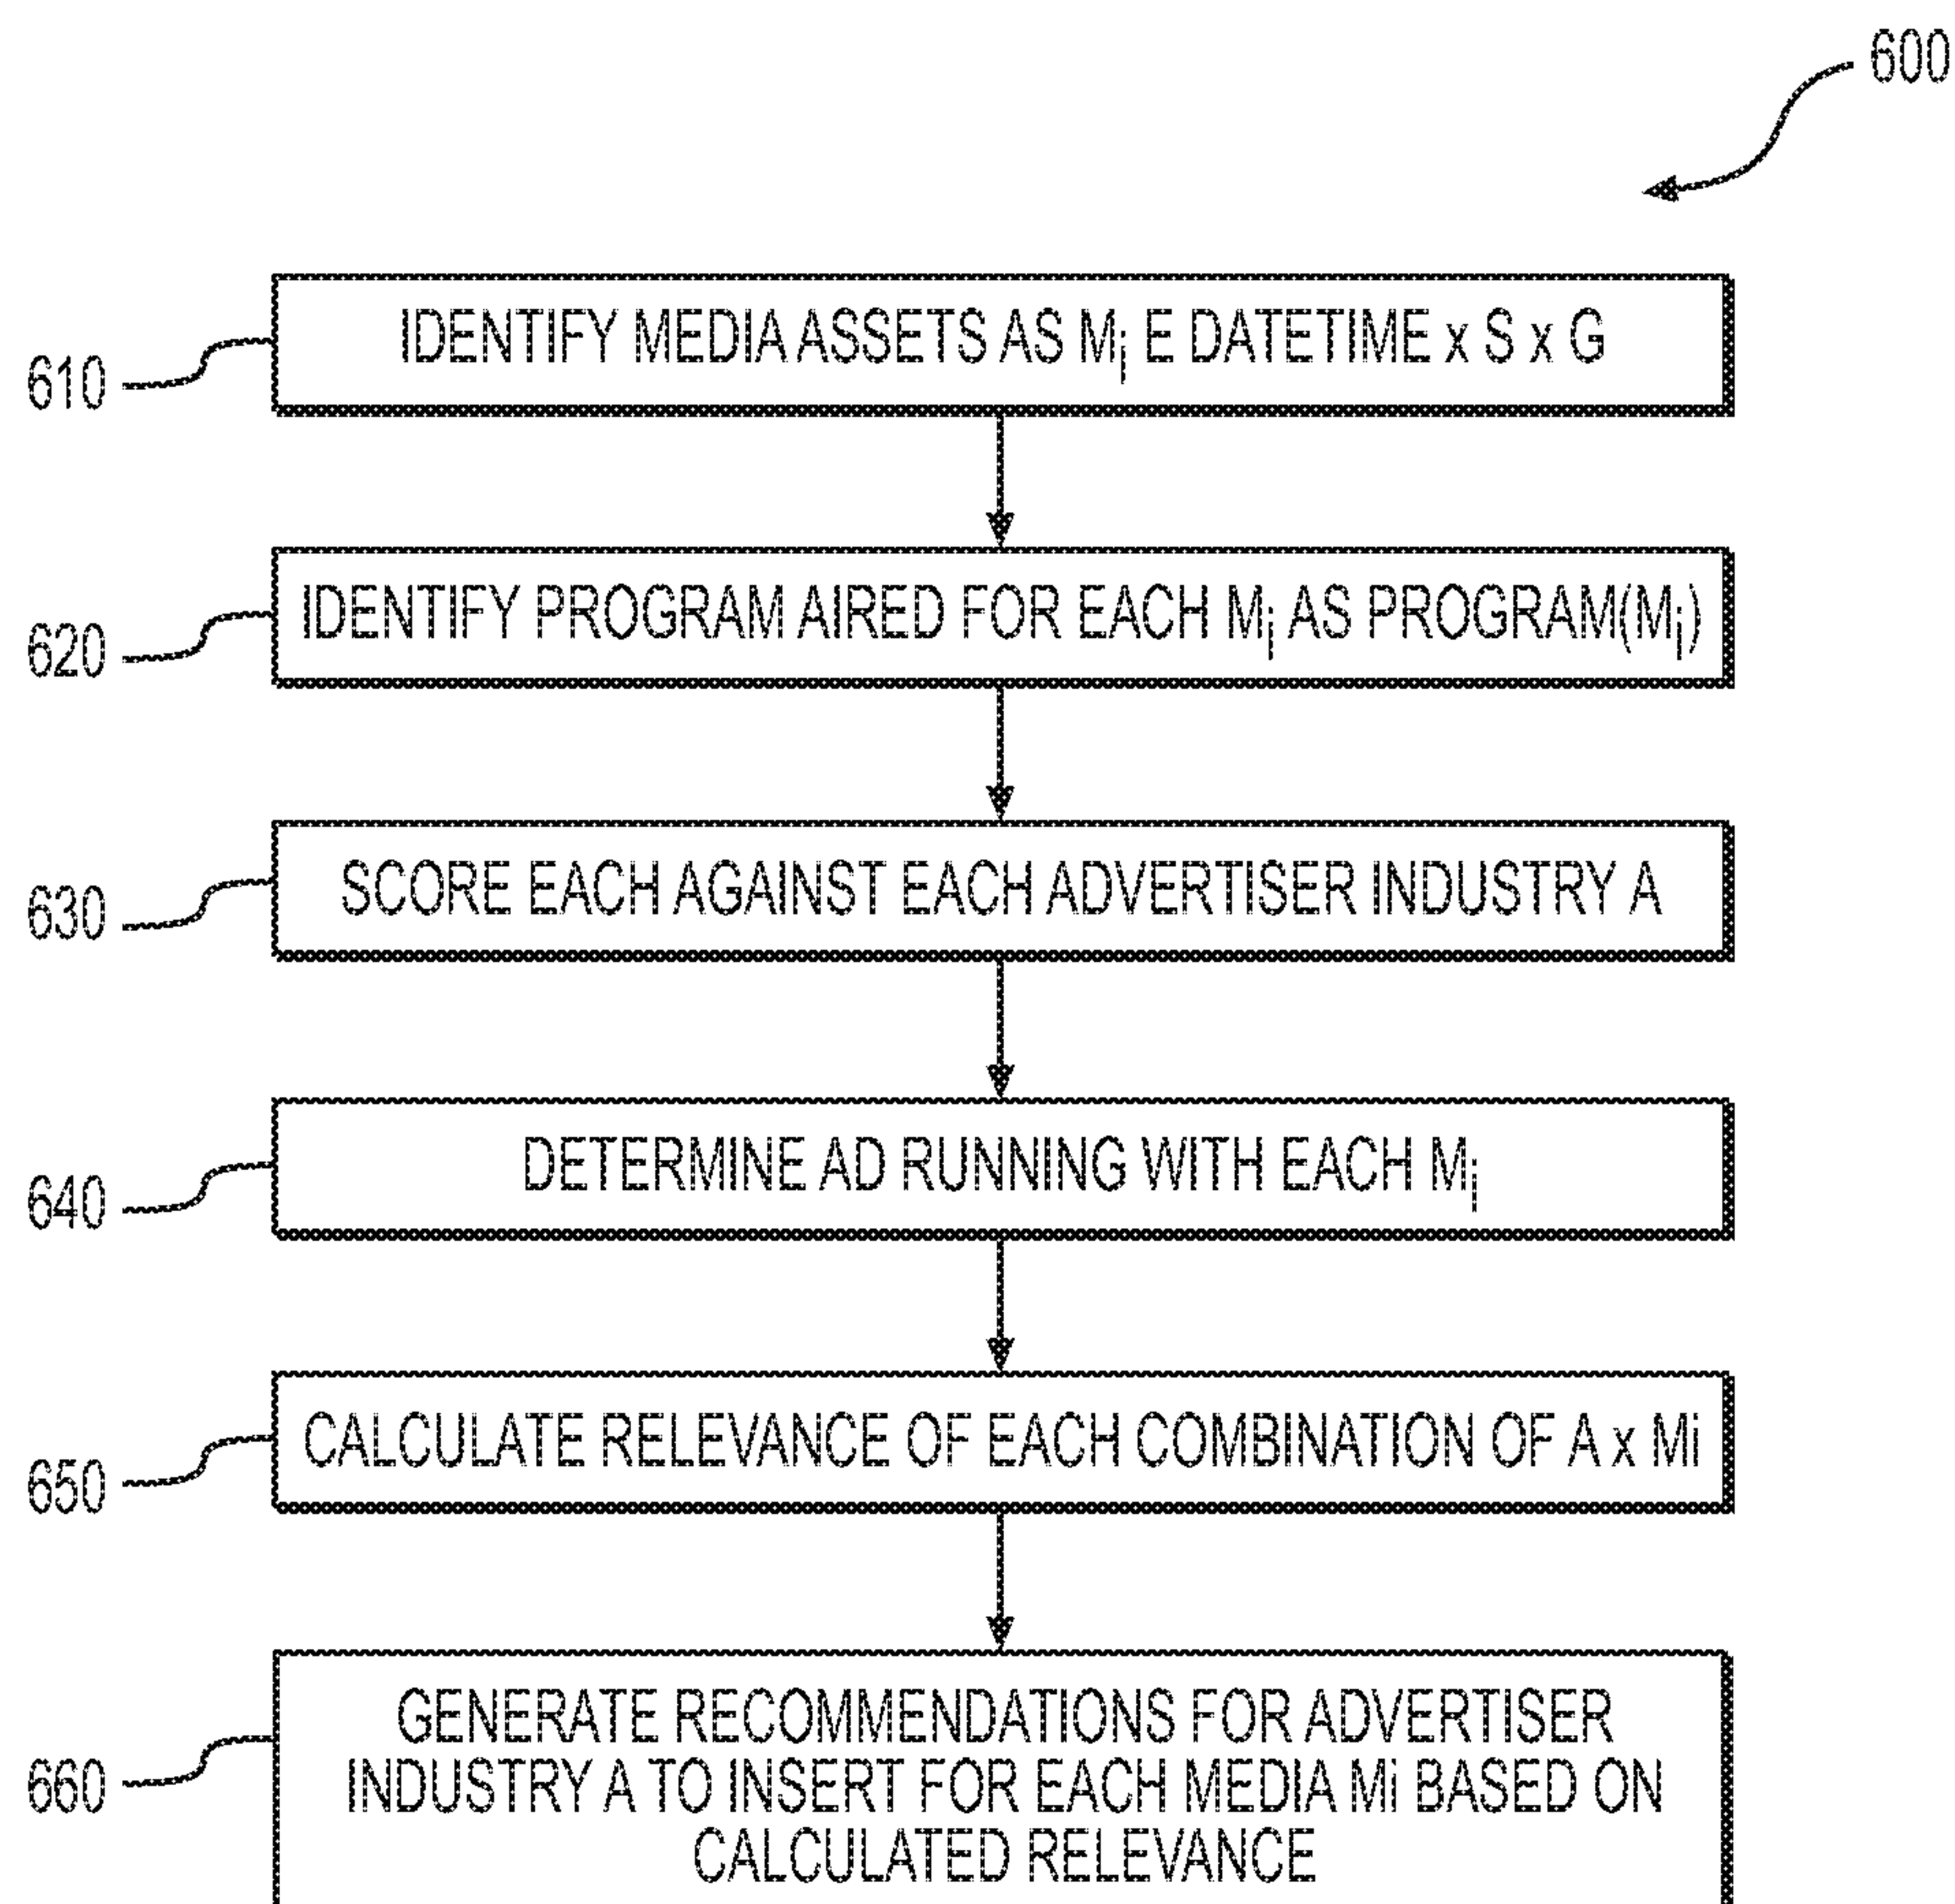 600
610
IDENTIFY MEDIA ASSETS AS Mi E DATETIME x S x G
620
IDENTIFY PROGRAM AIRED FOR EACH Mi AS PROGRAM(Mi)
630
SCORE EACH AGAINST EACH ADVERTISER INDUSTRY A
640
DETERMINE AD RUNNING WITH EACH Mi
650
CALCULATE RELEVANCE OF EACH COMBINATION OF A x Mi
660
GENERATE RECOMMENDATIONS FOR ADVERTISER
INDUSTRY A TO INSERT FOR EACH MEDIA Mi BASED ON
CALCULATED RELEVANCE